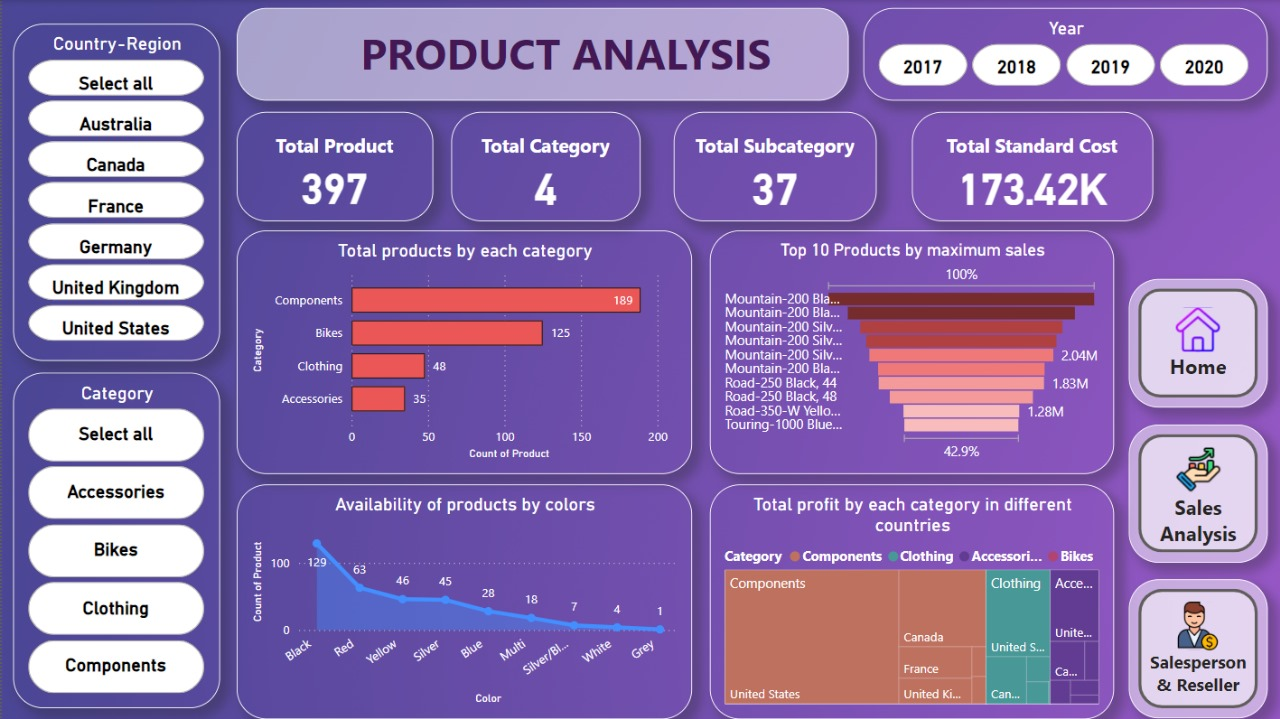 Country-Region
Select all
Australia
Canada
France
Germany
United Kingdom
United States
Category
Select all
Accessories
Bikes
Clothing
Components
PRODUCT ANALYSIS
Year
2017 2018 2019 2020
Total Product
397
Total Category
4
Total Subcategory
37
Total Standard Cost
173.42K
Total products by each category
Category
Components 189
Bikes 125
Clothing 48
Accessories 35
0 50 100 150 200
Count of Product
Top 10 Products by maximum sales
100%
Mountain-200 Bla...
Mountain-200 Bla...
Mountain-200 Silv...
Mountain-200 Silv...
Mountain-200 Silv... 2.04M
Mountain-200 Bla...
Road-250 Black, 44 1.83M
Road-250 Black, 48
Road-350-W Yello... 1.28M
Touring-1000 Blue...
42.9%
Availability of products by colors
Count of Product
100
0
129 63 46 45 28 18 7 4 1
Black Red Yellow Silver Blue Multi Silver/Bl... White Grey
Color
Total profit by each category in different
countries
Category Components Clothing Accessori... Bikes
Components
United States
Canada
France
United Ki...
Clothing
United S...
Can...
Acce...
Unite...
Ca...
Home
Sales
Analysis
Salesperson
& Reseller